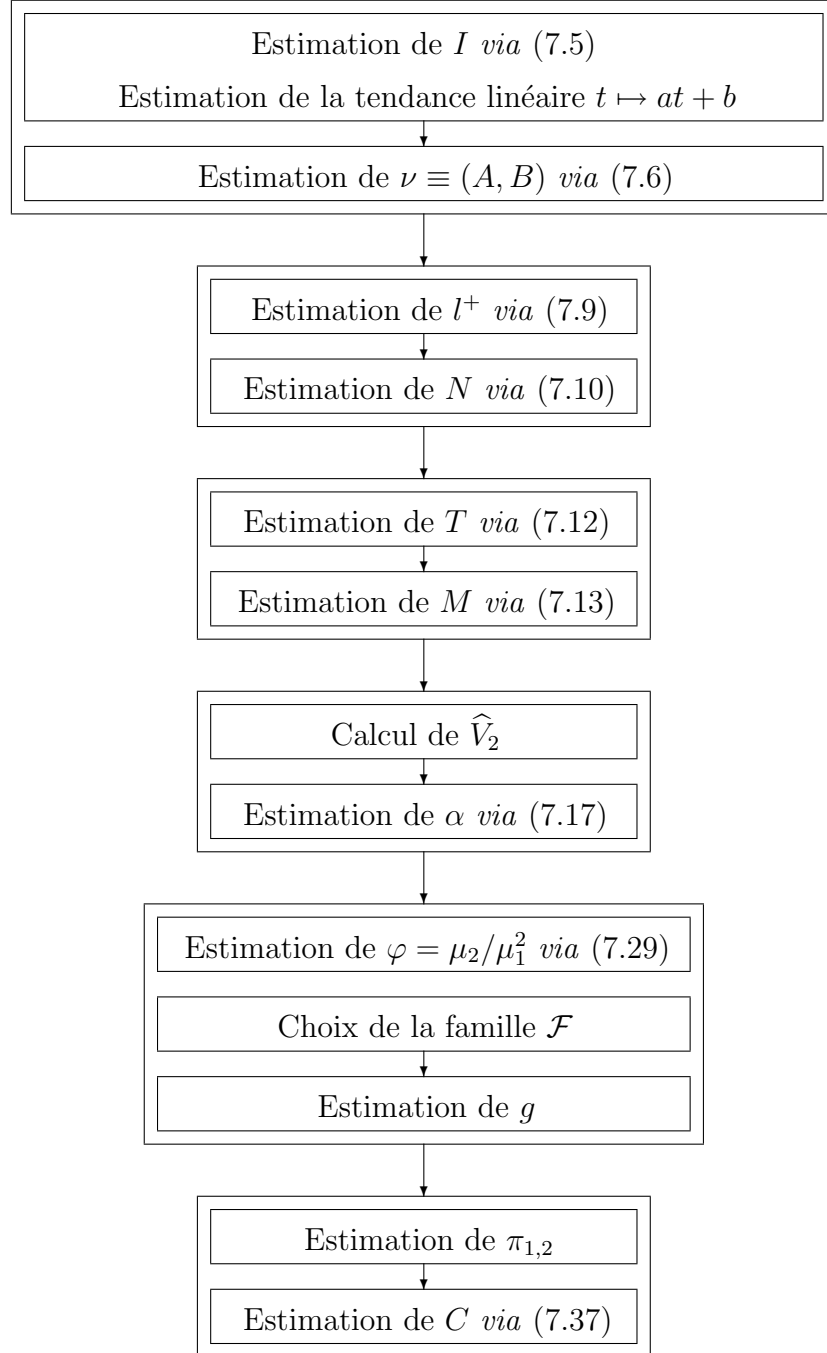 Estimation de I via (7.5)
Estimation de la tendance linéaire t ↦ at + b
Estimation de ν ≡ (A, B) via (7.6)
Estimation de l⁺ via (7.9)
Estimation de N via (7.10)
Estimation de T via (7.12)
Estimation de M via (7.13)
Calcul de V̂₂
Estimation de α via (7.17)
Estimation de φ = μ₂/μ₁² via (7.29)
Choix de la famille ℱ
Estimation de g
Estimation de π₁,₂
Estimation de C via (7.37)